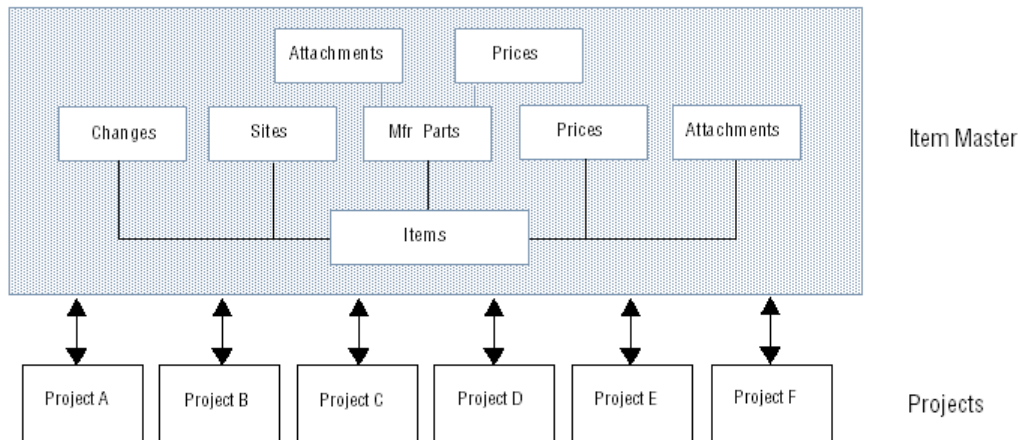 Attachments
Prices
Changes
Sites
Mfr Parts
Prices
Attachments
Item Master
Items
Project A
Project B
Project C
Project D
Project E
Project F
Projects